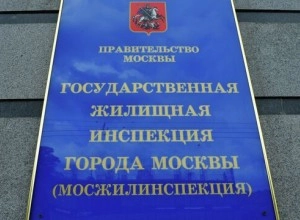 ПРАВИТЕЛЬСТВО
МОСКВЫ
ГОСУДАРСТВЕННАЯ
ЖИЛИЩНАЯ
ИНСПЕКЦИЯ
ГОРОДА МОСКВЫ
(МОСЖИЛИНСПЕКЦИЯ)